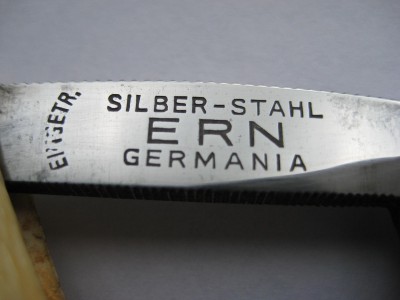 EINGETR.
SILBER-STAHL
ERN
GERMANIA